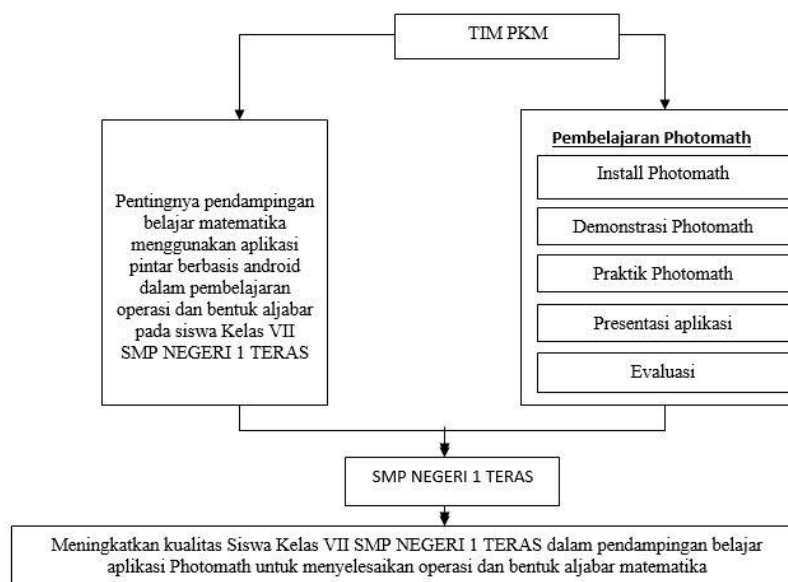 TIM PKM
Pentingnya pendampingan
belajar matematika
menggunakan aplikasi
pintar berbasis android
dalam pembelajaran
operasi dan bentuk aljabar
pada siswa Kelas VII
SMP NEGERI 1 TERAS
Pembelajaran Photomath
Install Photomath
Demonstrasi Photomath
Praktik Photomath
Presentasi aplikasi
Evaluasi
SMP NEGERI 1 TERAS
Meningkatkan kualitas Siswa Kelas VII SMP NEGERI 1 TERAS dalam pendampingan belajar
aplikasi Photomath untuk menyelesaikan operasi dan bentuk aljabar matematika